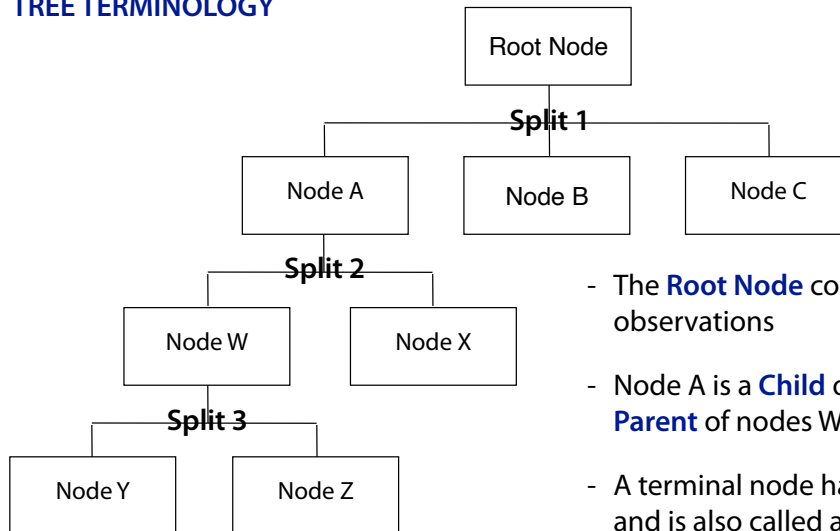 TREE TERMINOLOGY
Root Node
Split 1
Node A
Node B
Node C
Split 2
Node W
Node X
Split 3
Node Y
Node Z
- The Root Node co
observations
- Node A is a Child
Parent of nodes W
- A terminal node ha
and is also called a